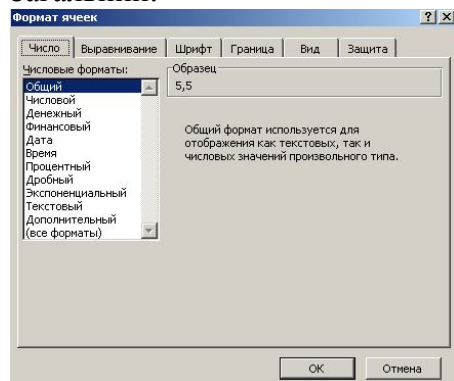 Формат ячеек
Число Выравнивание Шрифт Граница Вид Защита
Числовые форматы:
Общий
Числовой
Денежный
Финансовый
Дата
Время
Процентный
Дробный
Экспоненциальный
Текстовый
Дополнительный
(все форматы)
Образец
5,5
Общий формат используется для
отображения как текстовых, так и
числовых значений произвольного типа.
ОК Отмена